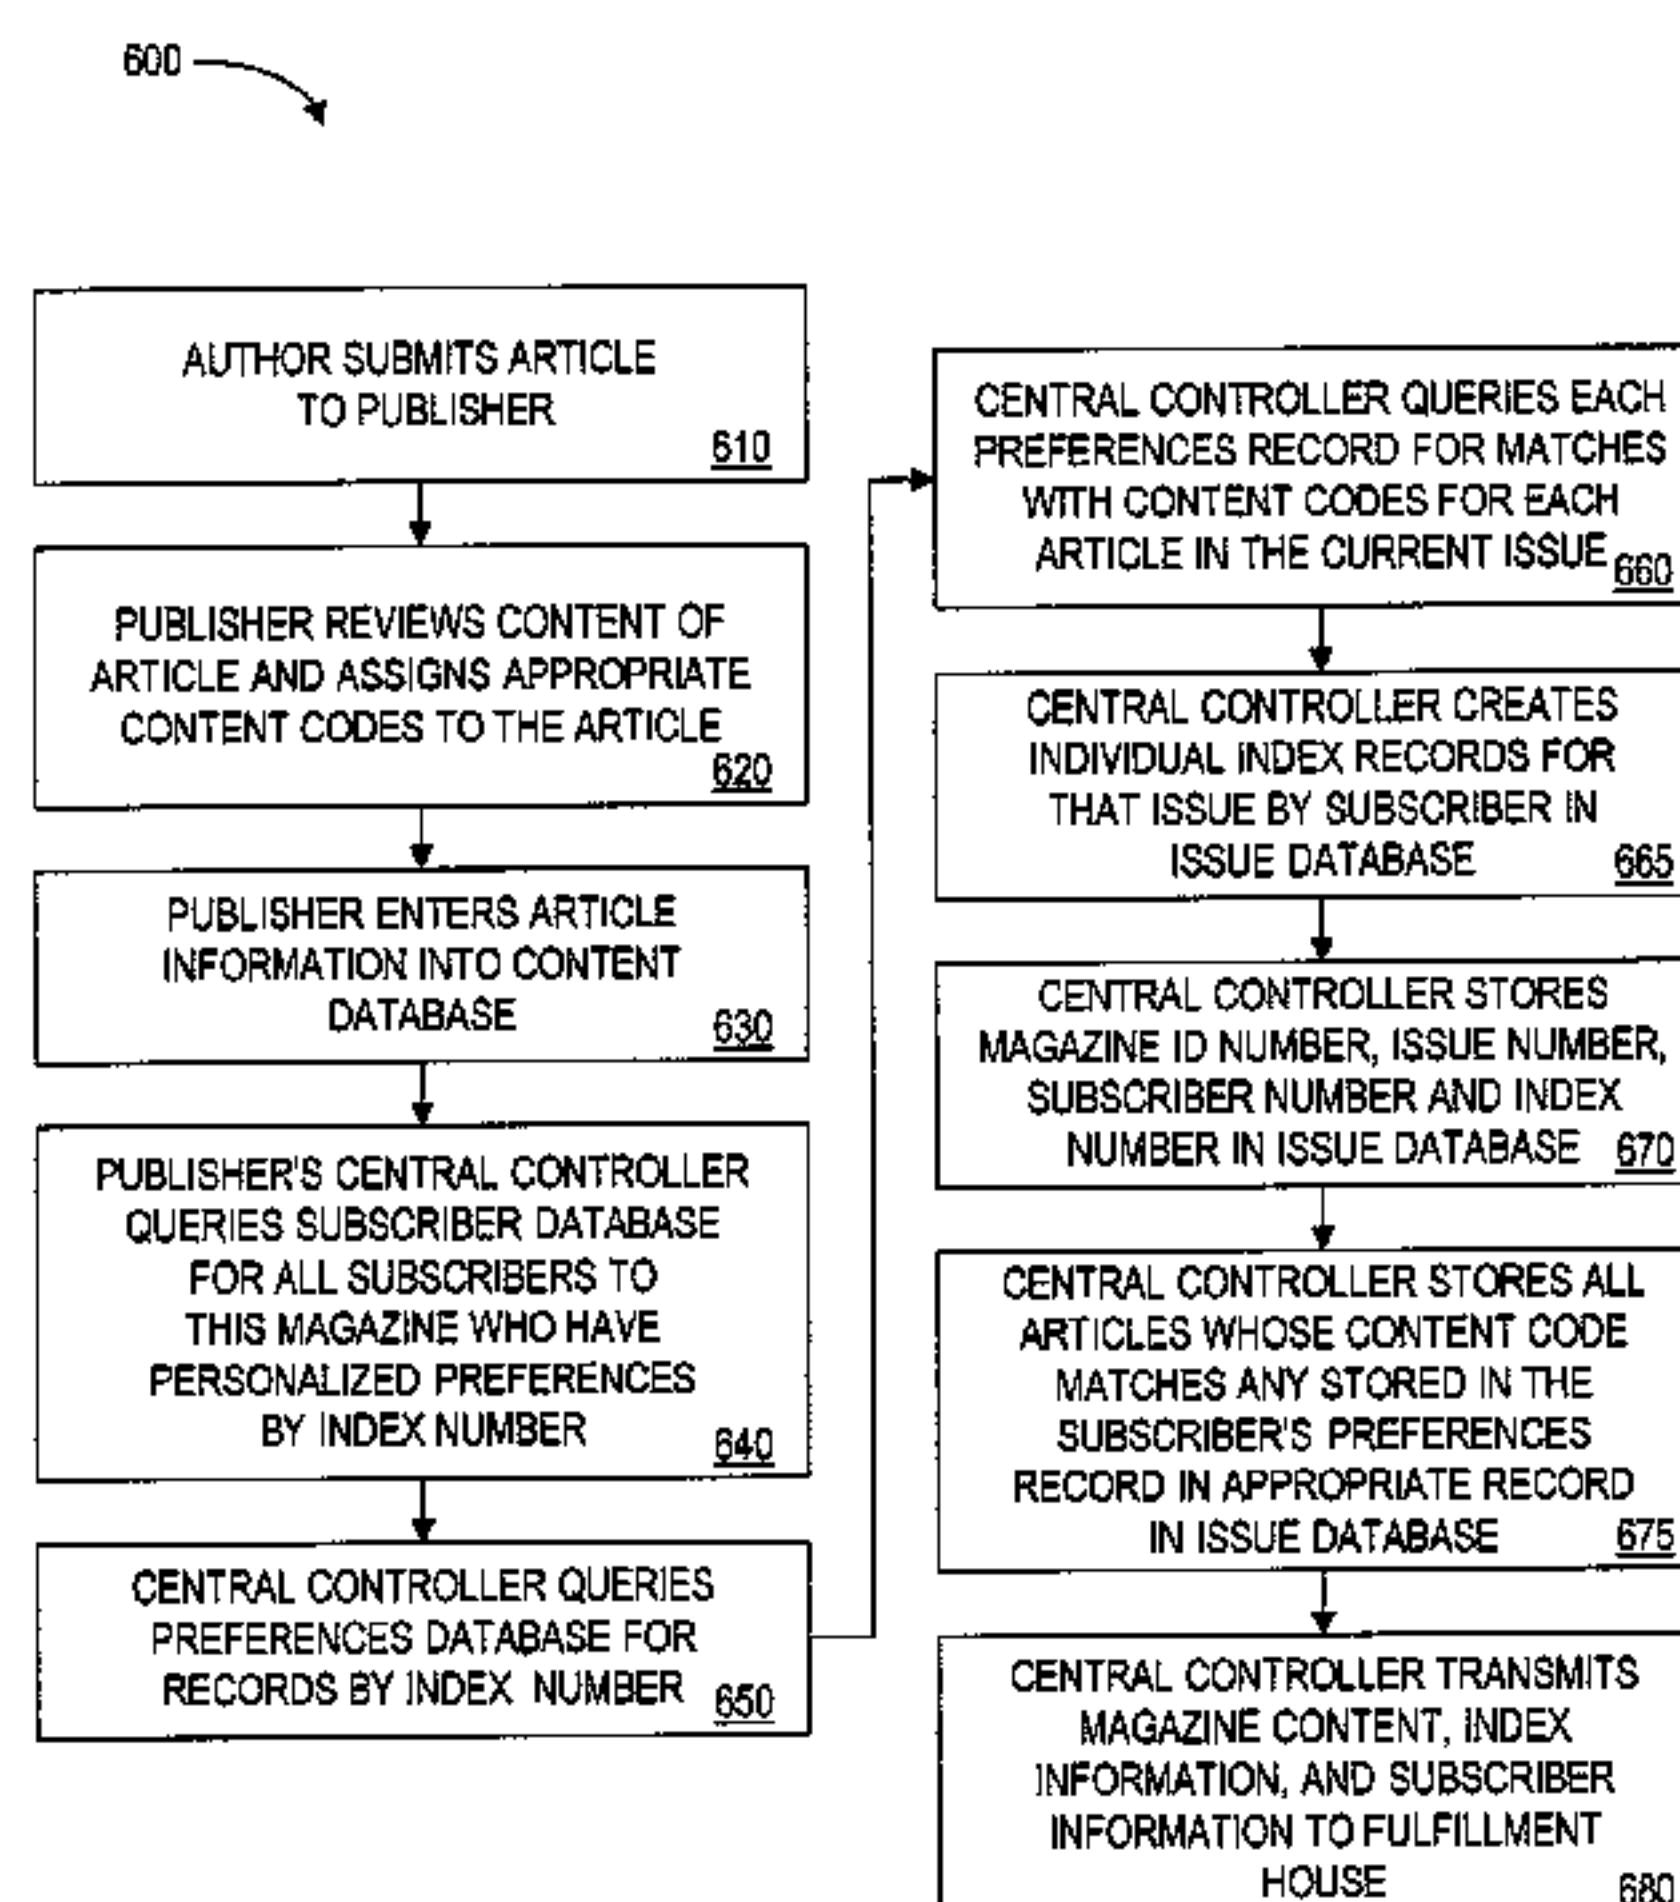 600
AUTHOR SUBMITS ARTICLE
TO PUBLISHER
610
PUBLISHER REVIEWS CONTENT OF
ARTICLE AND ASSIGNS APPROPRIATE
CONTENT CODES TO THE ARTICLE
620
PUBLISHER ENTERS ARTICLE
INFORMATION INTO CONTENT
DATABASE
630
PUBLISHER'S CENTRAL CONTROLLER
QUERIES SUBSCRIBER DATABASE
FOR ALL SUBSCRIBERS TO
THIS MAGAZINE WHO HAVE
PERSONALIZED PREFERENCES
BY INDEX NUMBER
640
CENTRAL CONTROLLER QUERIES
PREFERENCES DATABASE FOR
RECORDS BY INDEX NUMBER
650
CENTRAL CONTROLLER QUERIES EACH
PREFERENCES RECORD FOR MATCHES
WITH CONTENT CODES FOR EACH
ARTICLE IN THE CURRENT ISSUE
660
CENTRAL CONTROLLER CREATES
INDIVIDUAL INDEX RECORDS FOR
THAT ISSUE BY SUBSCRIBER IN
ISSUE DATABASE
665
CENTRAL CONTROLLER STORES
MAGAZINE ID NUMBER, ISSUE NUMBER,
SUBSCRIBER NUMBER AND INDEX
NUMBER IN ISSUE DATABASE
670
CENTRAL CONTROLLER STORES ALL
ARTICLES WHOSE CONTENT CODE
MATCHES ANY STORED IN THE
SUBSCRIBER'S PREFERENCES
RECORD IN APPROPRIATE RECORD
IN ISSUE DATABASE
675
CENTRAL CONTROLLER TRANSMITS
MAGAZINE CONTENT, INDEX
INFORMATION, AND SUBSCRIBER
INFORMATION TO FULFILLMENT
HOUSE
680